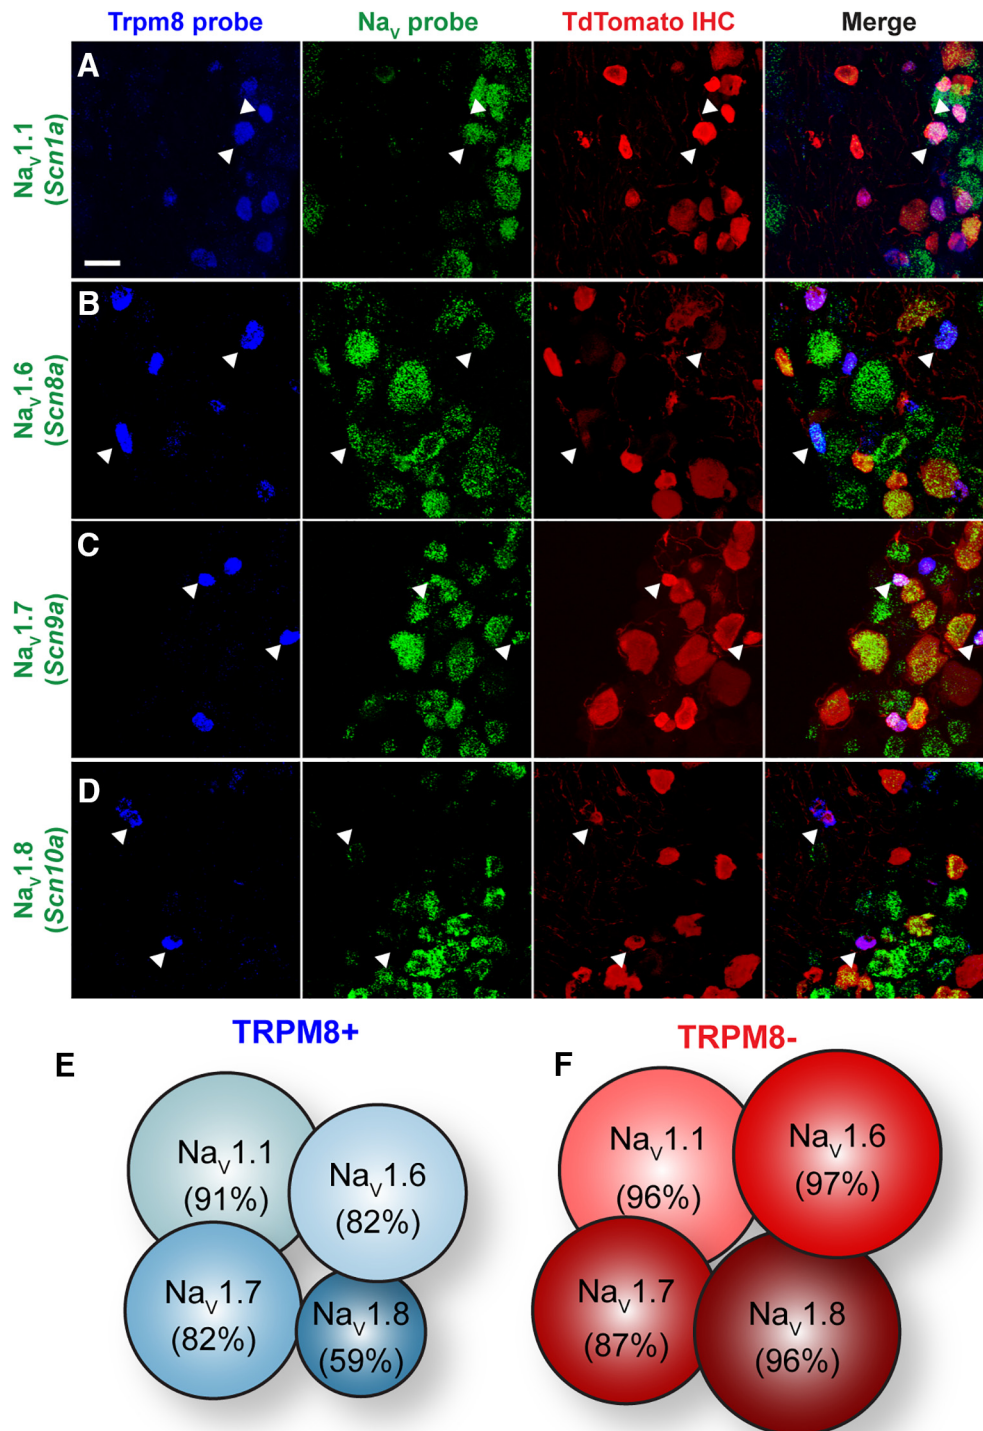 Trpm8 probe
NaV probe
TdTomato IHC
Merge
A
NaV1.1
(Scn1a)
B
NaV1.6
(Scn8a)
C
NaV1.7
(Scn9a)
D
NaV1.8
(Scn10a)
TRPM8+
TRPM8-
E
NaV1.1
(91%)
NaV1.6
(82%)
NaV1.7
(82%)
NaV1.8
(59%)
F
NaV1.1
(96%)
NaV1.6
(97%)
NaV1.7
(87%)
NaV1.8
(96%)